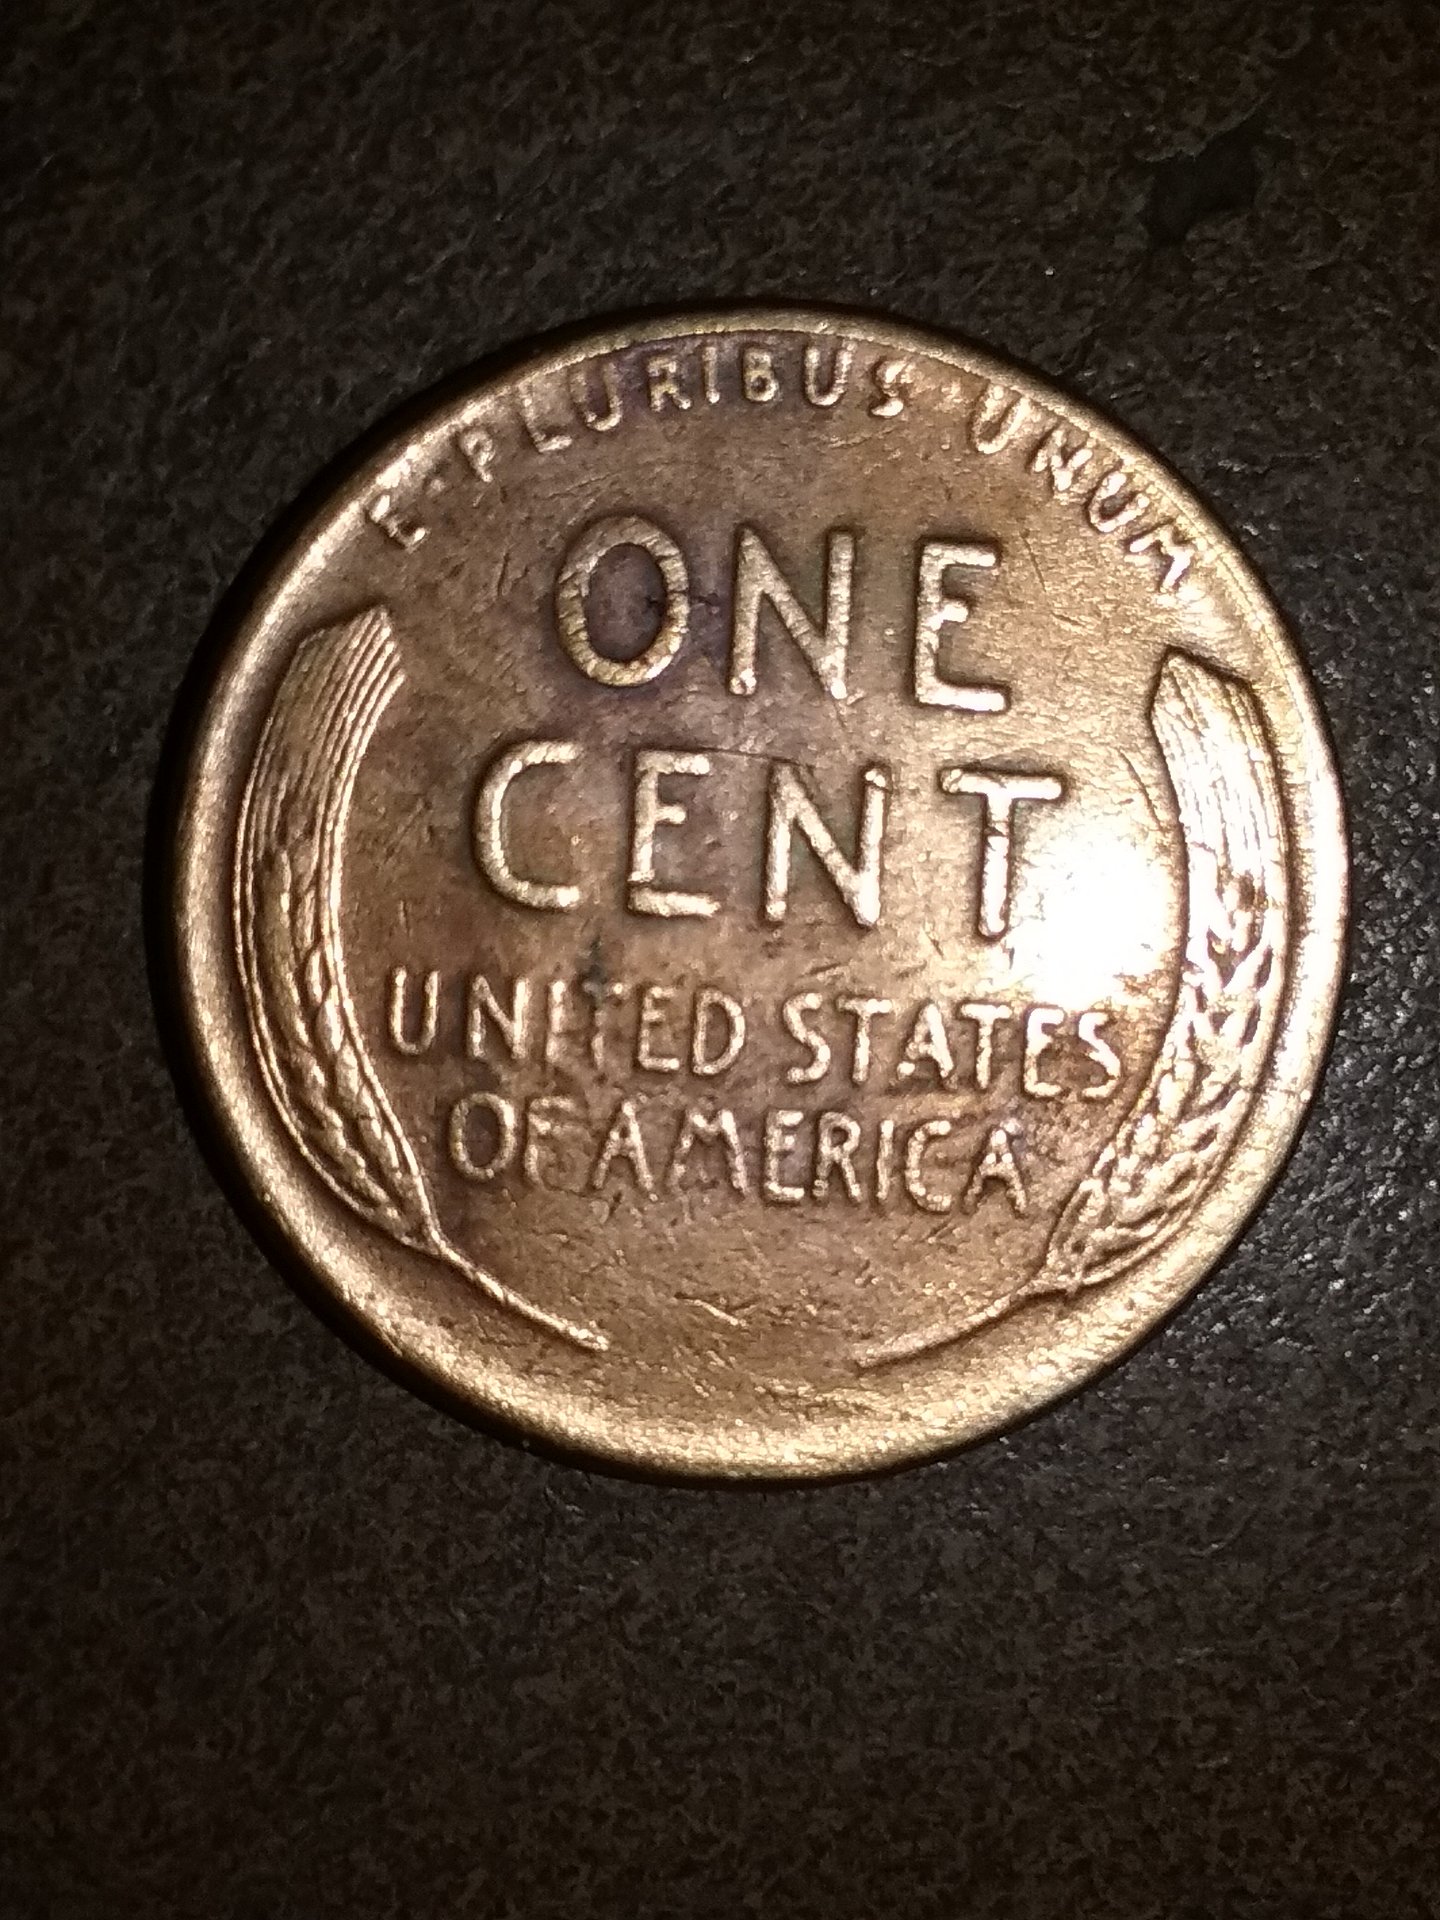 E·PLURIBUS·UNUM
ONE
CENT
UNITED STATES
OF AMERICA